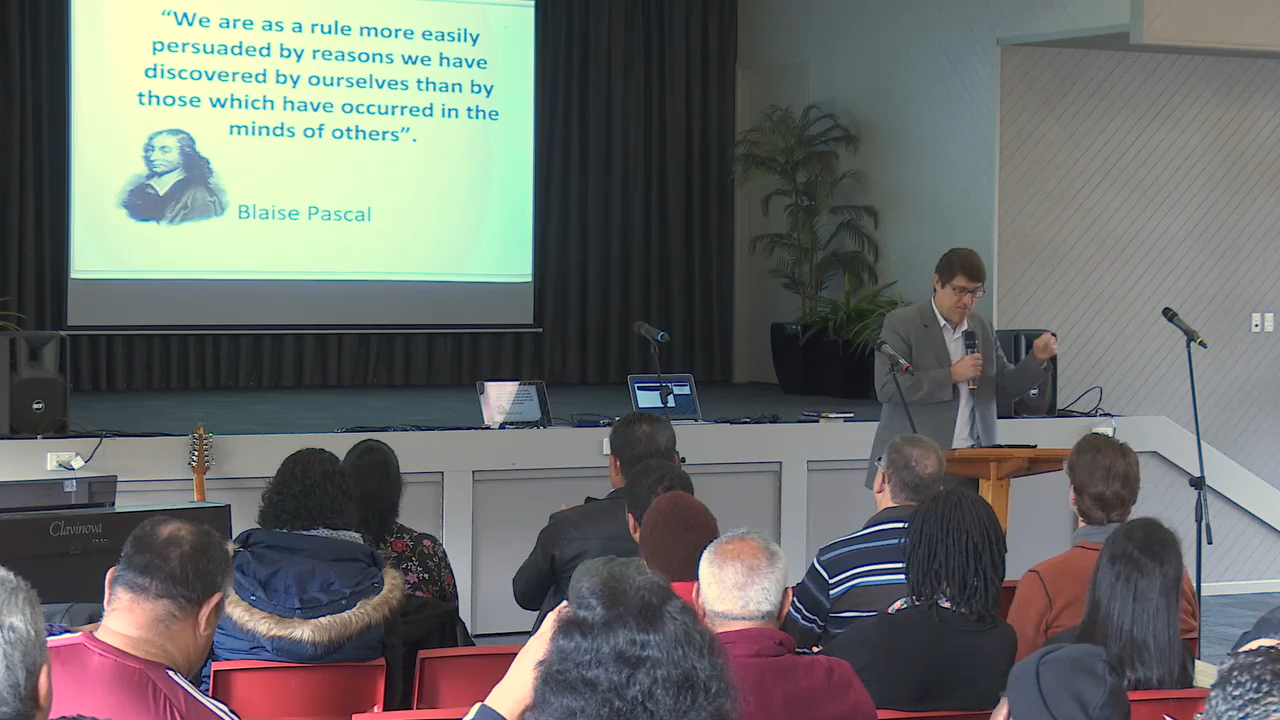 “We are as a rule more easily
persuaded by reasons we have
discovered by ourselves than by
those which have occurred in the
minds of others”.
Blaise Pascal
Clavinova